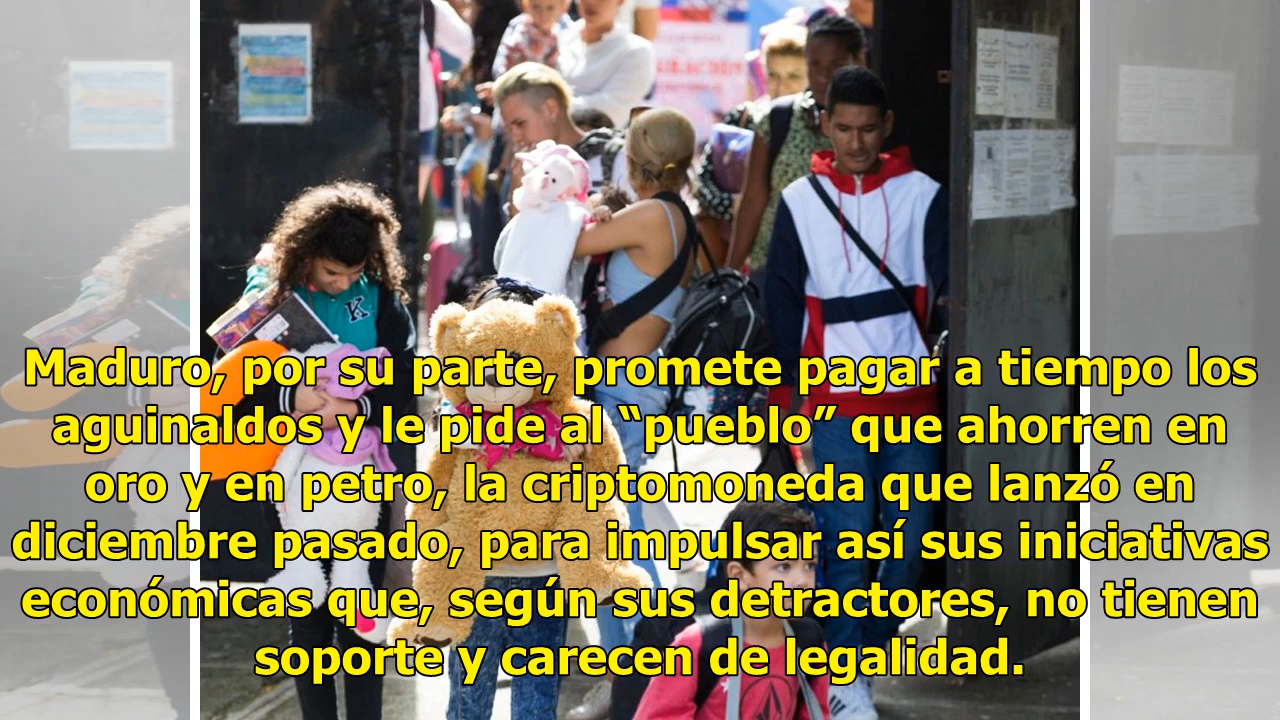 Maduro, por su parte, promete pagar a tiempo los
aguinaldos y le pide al “pueblo” que ahorren en
oro y en petro, la criptomoneda que lanzó en
diciembre pasado, para impulsar así sus iniciativas
económicas que, según sus detractores, no tienen
soporte y carecen de legalidad.
K